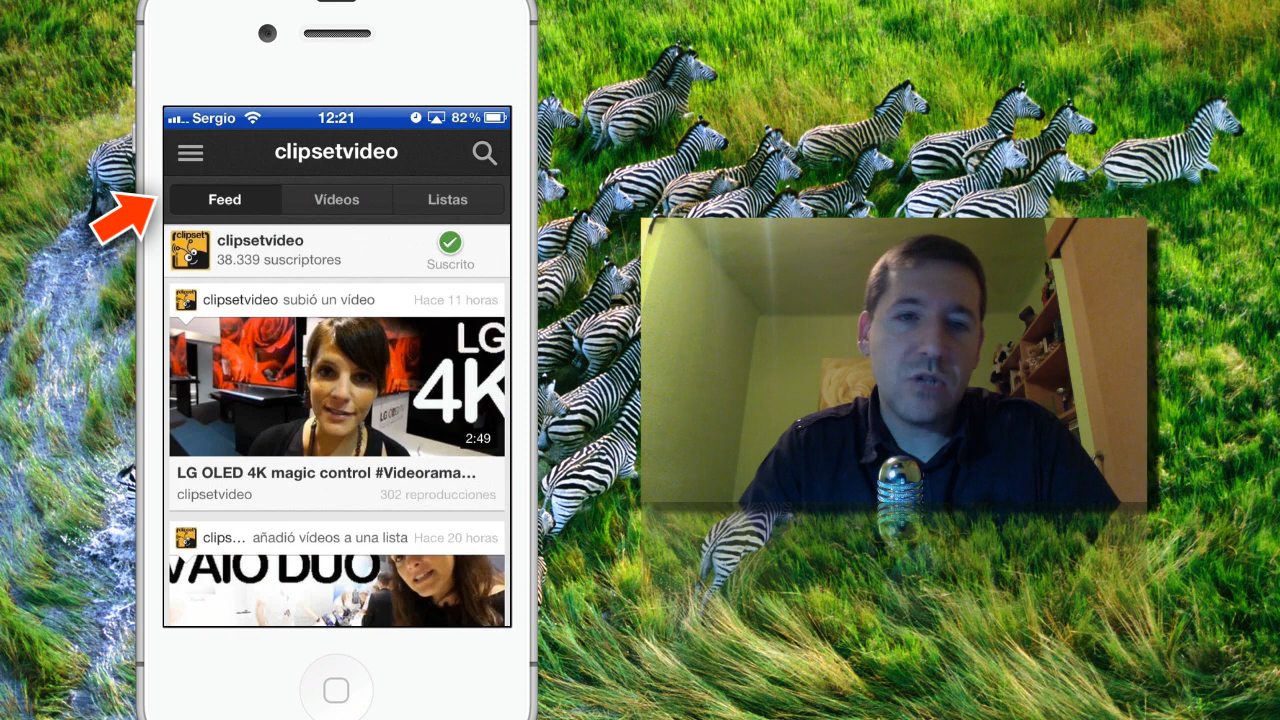 Sergio 12:21 82%
clipsetvideo
Feed Vídeos Listas
clipset
clipsetvideo
38.339 suscriptores
Suscrito
clipsetvideo subió un vídeo Hace 11 horas
LG
4K
LG OLED
2:49
LG OLED 4K magic control #Videorama...
clipsetvideo 302 reproducciones
clips... añadió vídeos a una lista Hace 20 horas
VAIO DUO